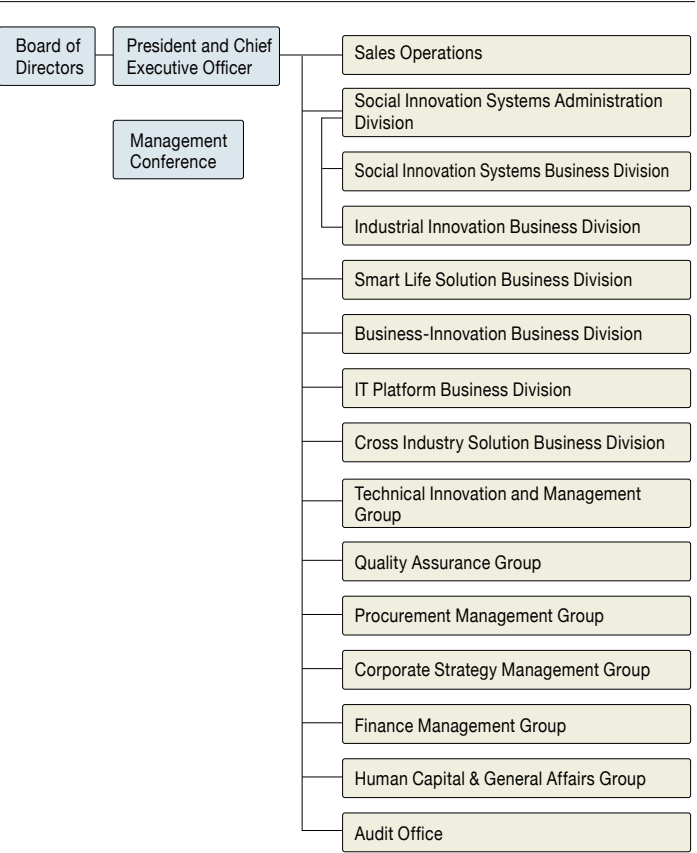 Board of
Directors
President and Chief
Executive Officer
Management
Conference
Sales Operations
Social Innovation Systems Administration
Division
Social Innovation Systems Business Division
Industrial Innovation Business Division
Smart Life Solution Business Division
Business-Innovation Business Division
IT Platform Business Division
Cross Industry Solution Business Division
Technical Innovation and Management
Group
Quality Assurance Group
Procurement Management Group
Corporate Strategy Management Group
Finance Management Group
Human Capital & General Affairs Group
Audit Office